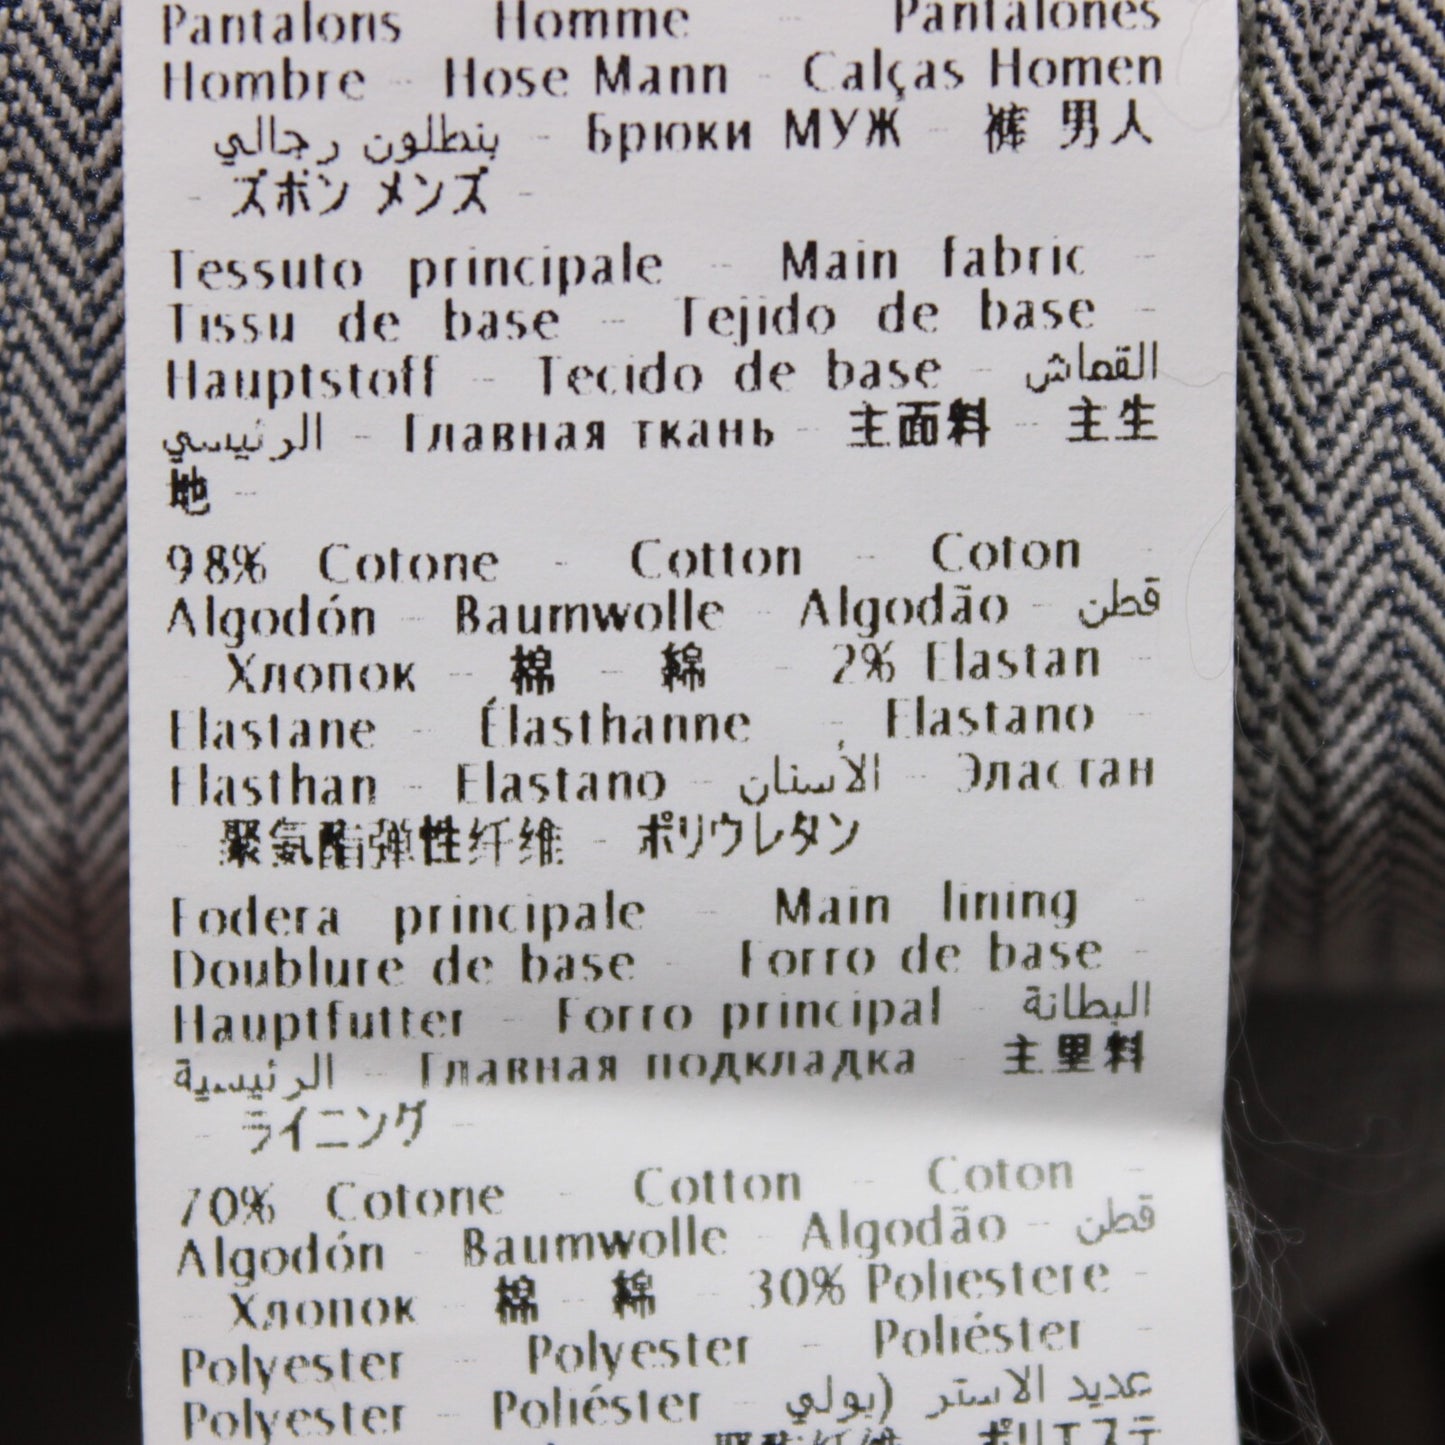 Pantalons Homme - Pantalones
Hombre - Hose Mann - Calças Homen
- بنطلون رجالي - Брюки МУЖ - 裤 男人
- ズボン メンズ -
Tessuto principale - Main fabric -
Tissu de base - Tejido de base -
Hauptstoff - Tecido de base - القماش
الرئيسي - Главная ткань - 主面料 - 主生
地 -
98% Cotone - Cotton - Coton -
Algodón - Baumwolle - Algodão - قطن
- Хлопок - 棉 - 綿 - 2% Elastan -
Elastane - Élasthanne - Elastano -
Elasthan - Elastano - الاسنان - Эластан
- 聚氨酯弹性纤维 - ポリウレタン
Fodera principale - Main lining -
Doublure de base - Forro de base -
Hauptfutter - Forro principal - البطانة
الرئيسية - Главная подкладка - 主里料
- ライニング -
70% Cotone - Cotton - Coton -
Algodón - Baumwolle - Algodão - قطن
- Хлопок - 棉 - 綿 - 30% Poliestere -
Polyester - Polyester - Poliéster -
Polyester - Poliéster - عديد الاستر (بولي
ポリエステ